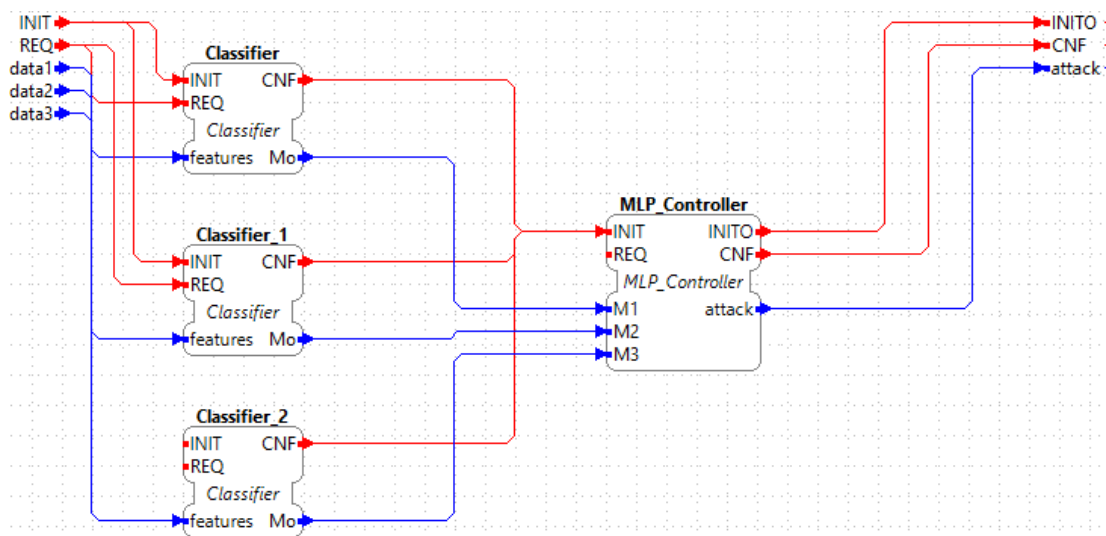 INIT
REQ
data1
data2
data3
Classifier
INIT CNF
REQ
Classifier
features Mo
Classifier_1
INIT CNF
REQ
Classifier
features Mo
Classifier_2
INIT CNF
REQ
Classifier
features Mo
MLP_Controller
INIT INITO
REQ CNF
MLP_Controller
M1 attack
M2
M3
INITO
CNF
attack